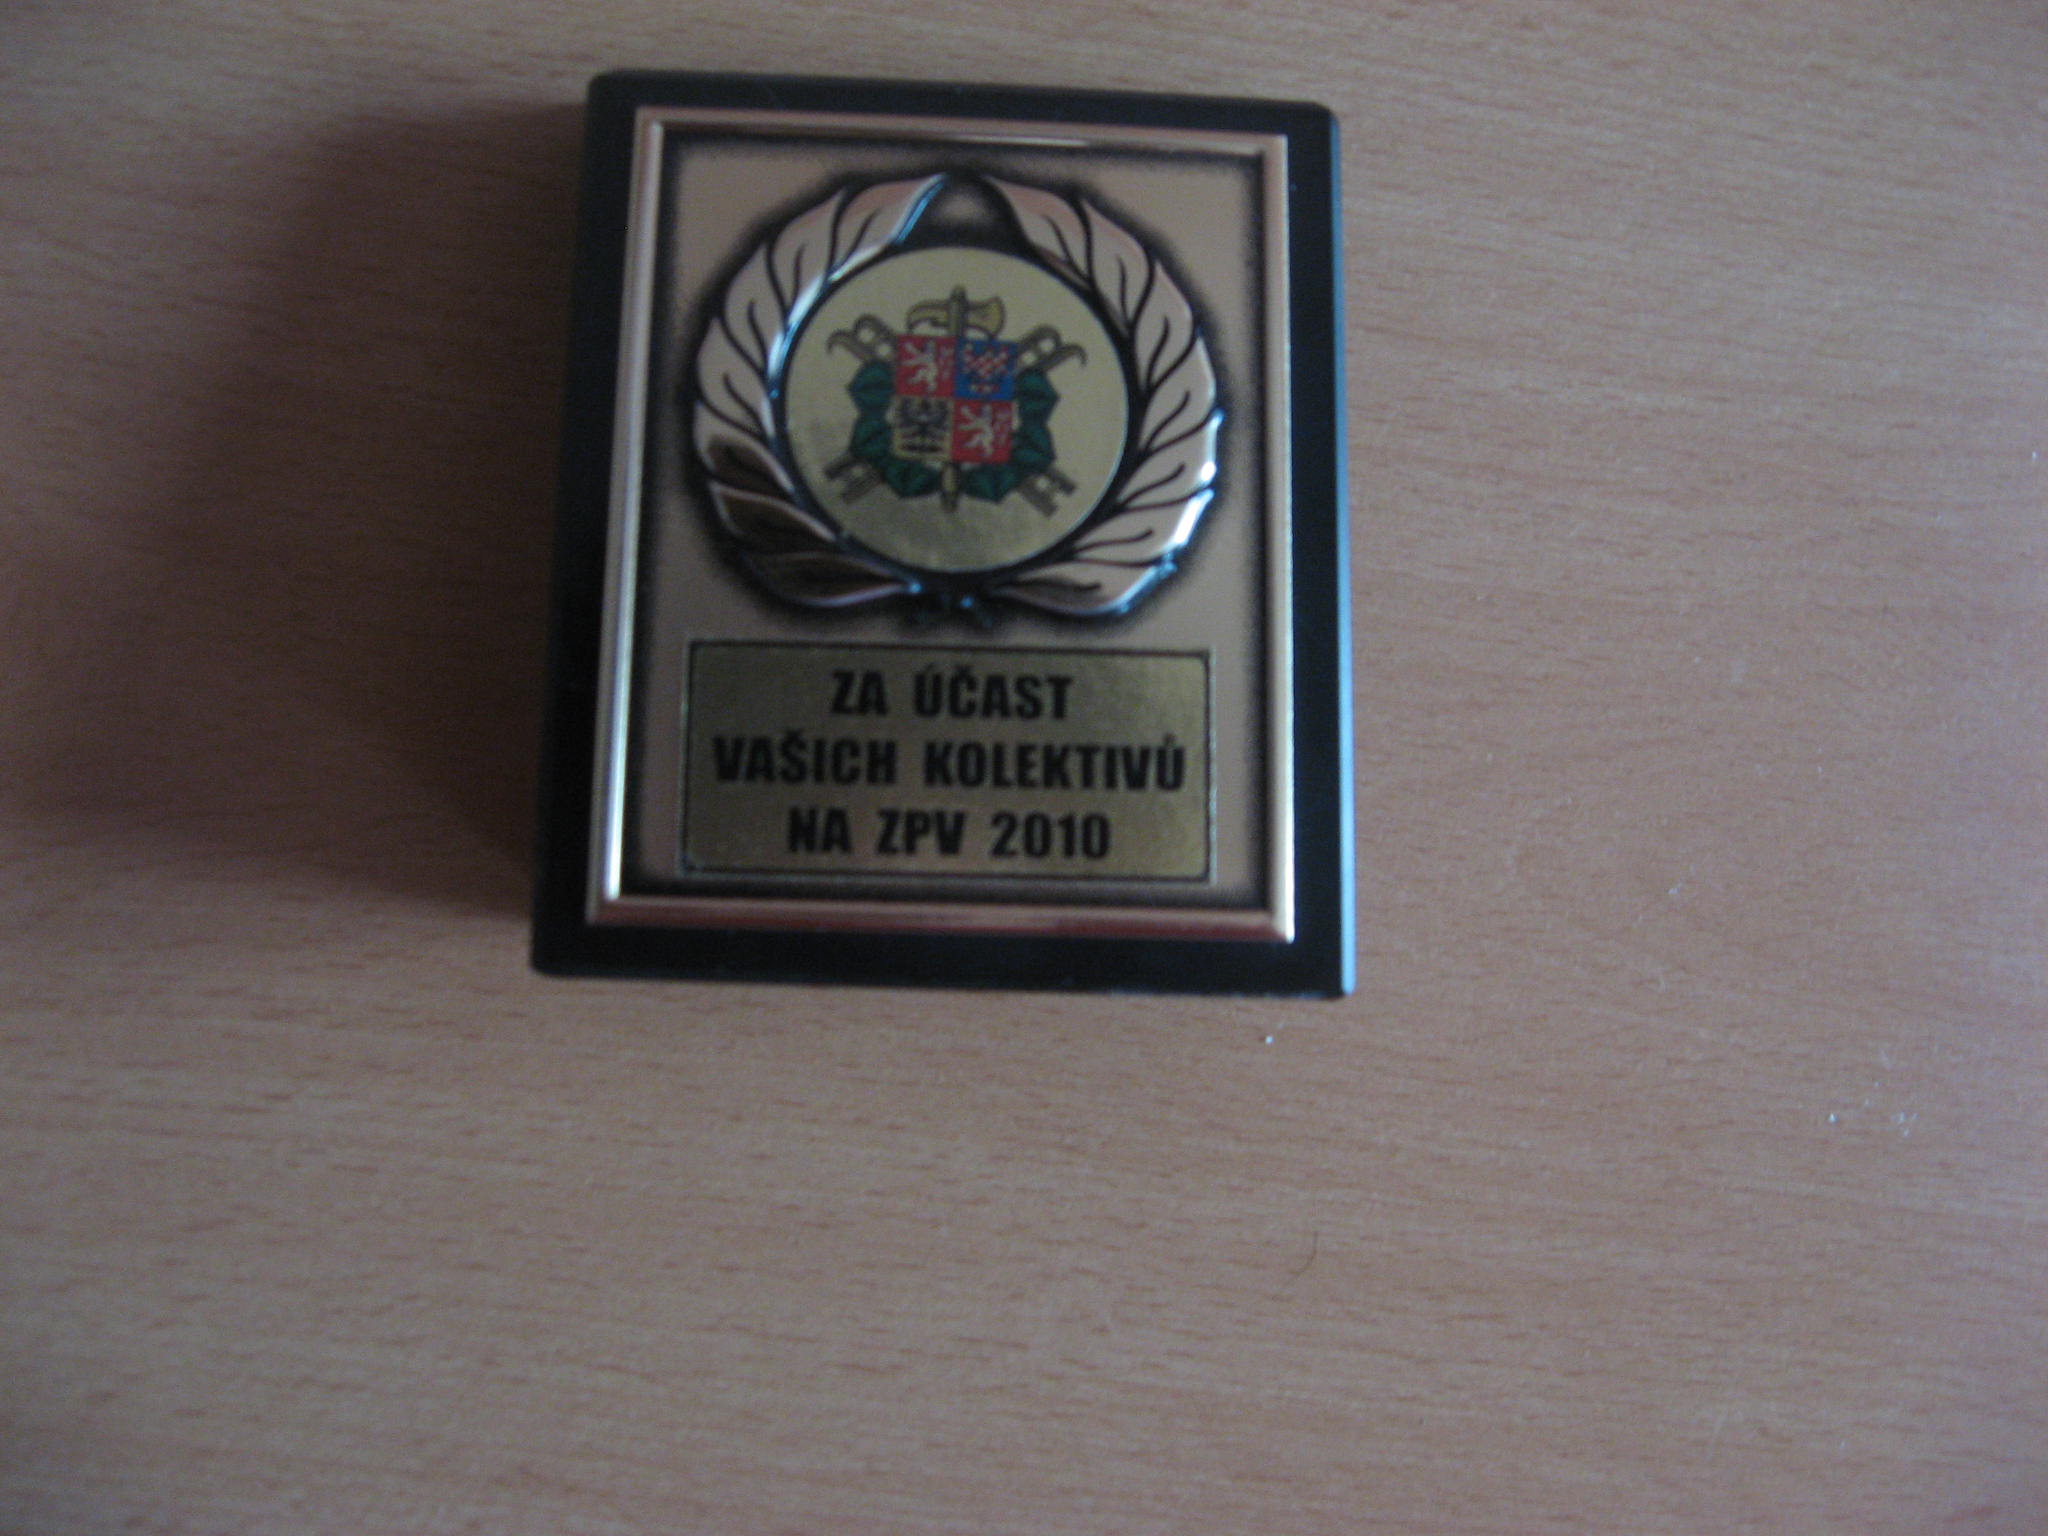 ZA ÚČAST
VAŠICH KOLEKTIVŮ
NA ZPV 2010